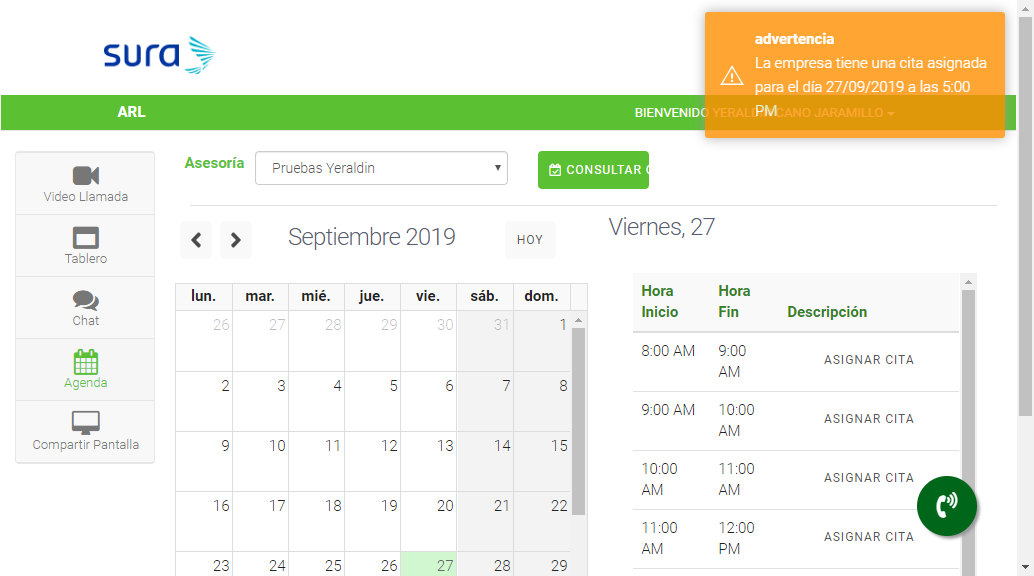 sura
advertencia
La empresa tiene una cita asignada
para el día 27/09/2019 a las 5:00
PM
ARL
BIENVENIDO YERALDIN CANO JARAMILLO
Video Llamada
Tablero
Chat
Agenda
Compartir Pantalla
Asesoría
Pruebas Yeraldin
CONSULTAR
Septiembre 2019
HOY
lun. mar. mié. jue. vie. sáb. dom.
26 27 28 29 30 31 1
2 3 4 5 6 7 8
9 10 11 12 13 14 15
16 17 18 19 20 21 22
23 24 25 26 27 28 29
Viernes, 27
Hora Hora
Inicio Fin Descripción
8:00 AM 9:00 ASIGNAR CITA
AM
9:00 AM 10:00 ASIGNAR CITA
AM
10:00 11:00 ASIGNAR CITA
AM AM
11:00 12:00 ASIGNAR CITA
AM PM